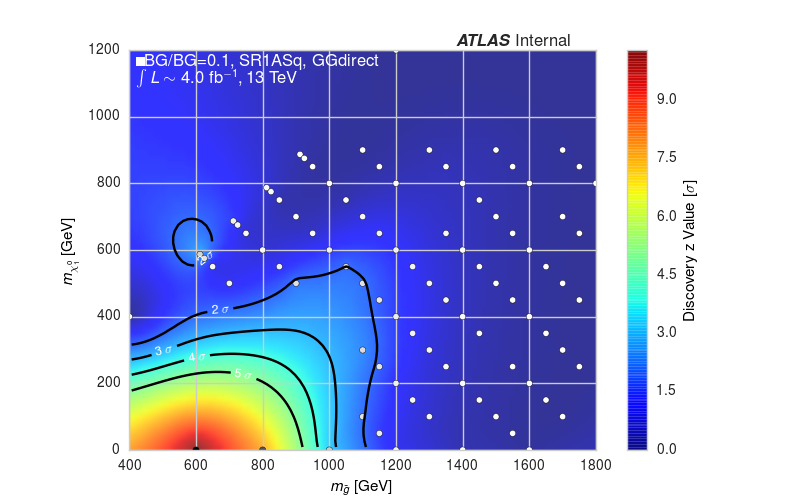 ATLAS Internal
BG/BG=0.1, SR1ASq, GGdirect
∫ L ∼ 4.0 fb⁻¹, 13 TeV
1200
1000
800
600
400
200
0
m_χ̃₁⁰ [GeV]
2 σ
2 σ
3 σ
4 σ
5 σ
400
600
800
1000
1200
1400
1600
1800
m_g̃ [GeV]
9.0
7.5
6.0
4.5
3.0
1.5
0.0
Discovery z Value [σ]